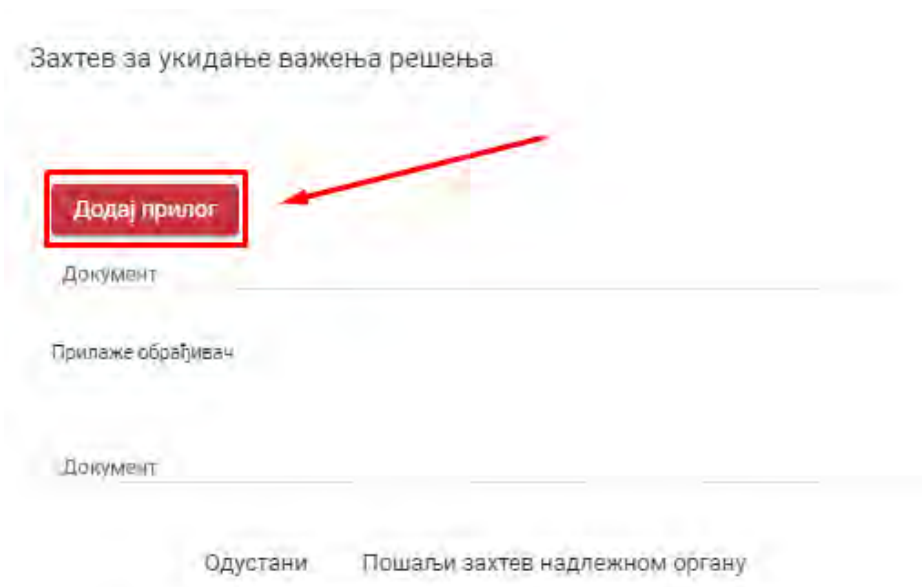 Захтев за укидање важења решења
Додај прилог
Документ
Прилаже обрађивач
Документ
Одустани Пошаљи захтев надлежном органу